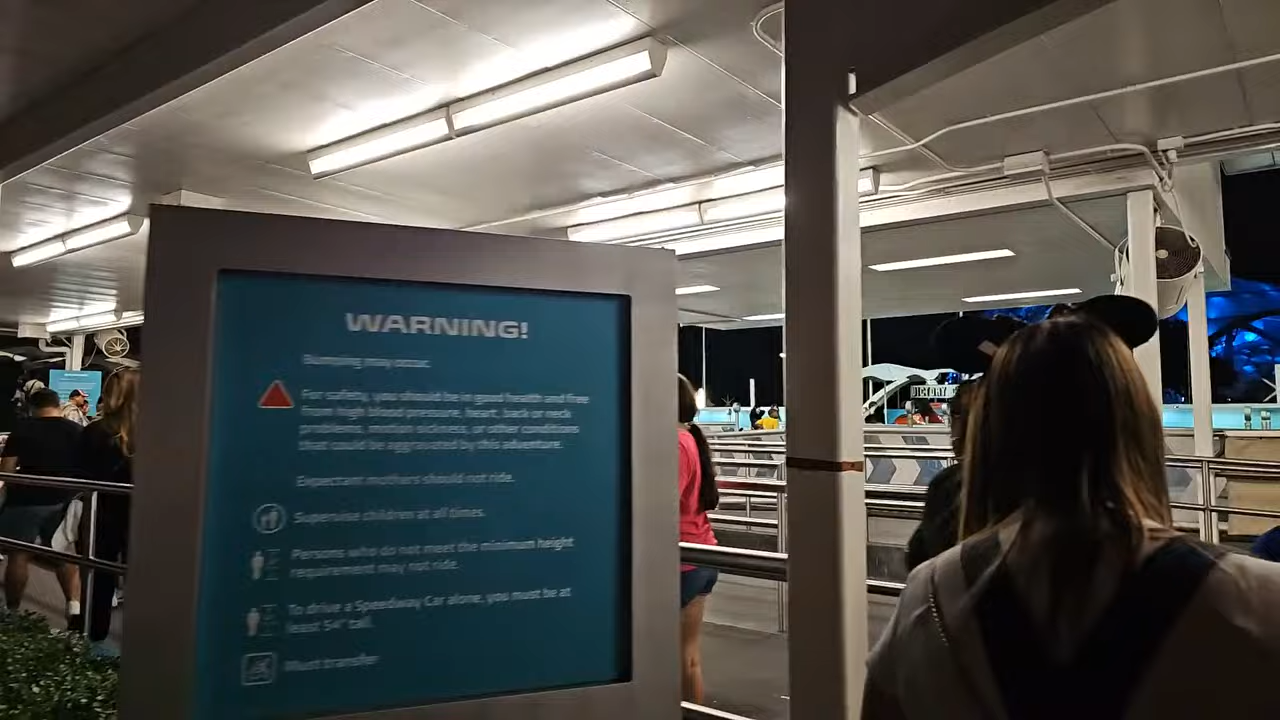 WARNING!
Bumping may occur.
For safety, you should be in good health and free
from high blood pressure, heart, back or neck
problems, motion sickness or other conditions
that could be aggravated by this adventure.
Expectant mothers should not ride.
Supervise children at all times.
Persons who do not meet the minimum height
requirement may not ride.
To drive a Speedway Car alone, you must be at
least 54" tall.
Must transfer
VICTORY